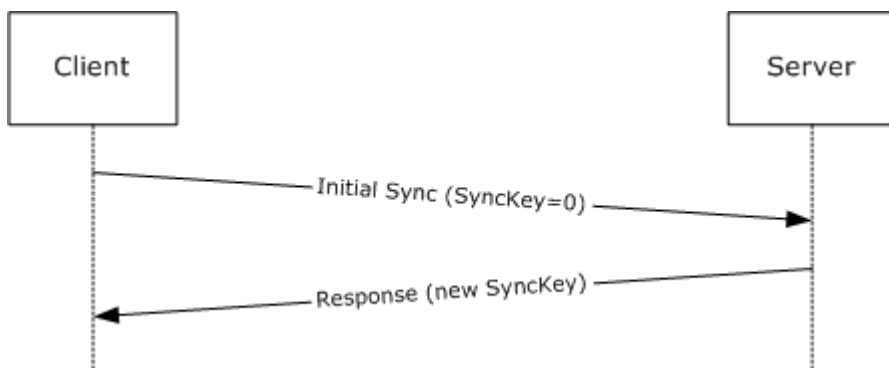 Client
Server
Initial Sync (SyncKey=0)
Response (new SyncKey)